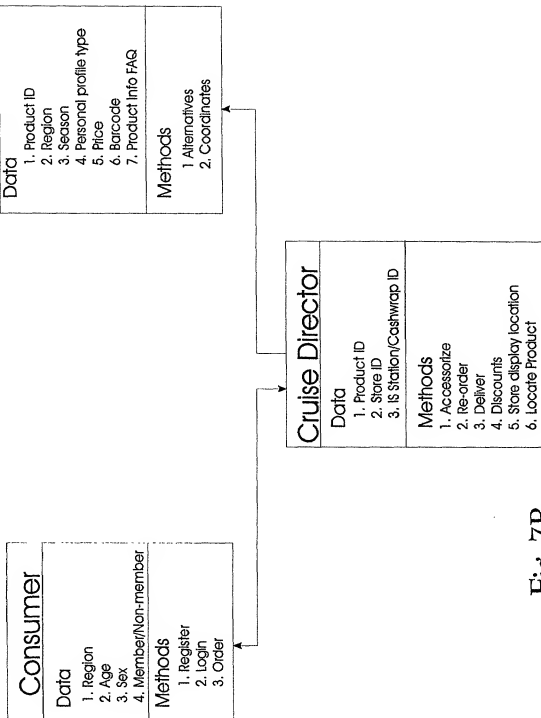 Consumer
Data
1. Region
2. Age
3. Sex
4. Member/Non-member
Methods
1. Register
2. Login
3. Order
Cruise Director
Data
1. Product ID
2. Store ID
3. IS Station/Cashwrap ID
Methods
1. Accessorize
2. Re-order
3. Deliver
4. Discounts
5. Store display location
6. Locate Product
Data
1. Product ID
2. Region
3. Season
4. Personal profile type
5. Price
6. Barcode
7. Product Info FAQ
Methods
1 Alternatives
2. Coordinates